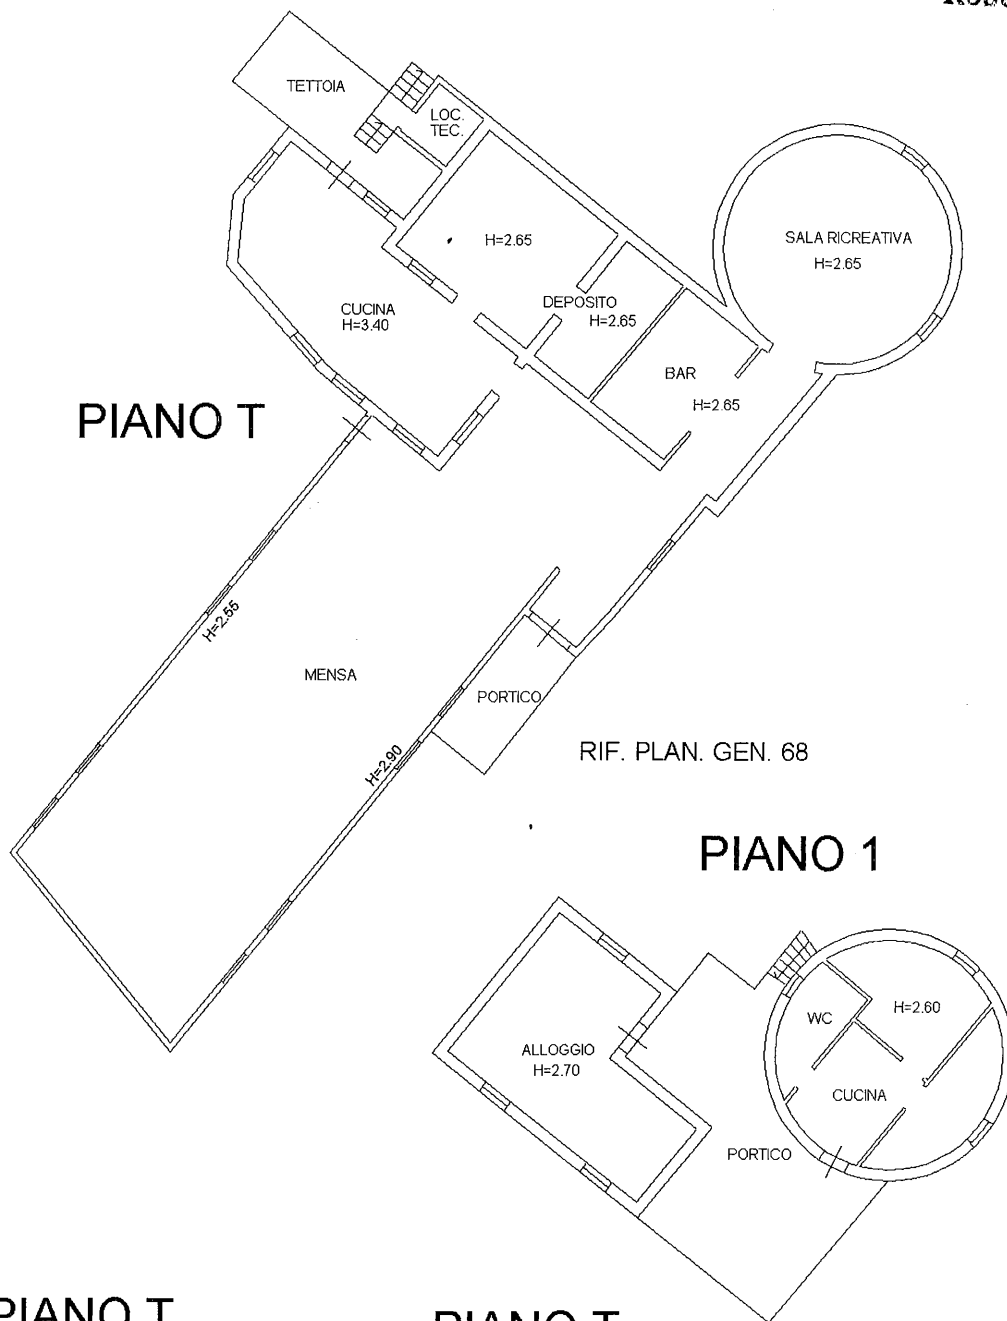 TETTOIA
LOC.
TEC.
SALA RICREATIVA
H=2.65
H=2.65
DEPOSITO
H=2.65
CUCINA
H=3.40
BAR
H=2.65
PIANO T
H=2.55
MENSA
PORTICO
H=2.90
RIF. PLAN. GEN. 68
PIANO 1
WC
H=2.60
ALLOGGIO
H=2.70
CUCINA
PORTICO
PIANO T
PIANO T